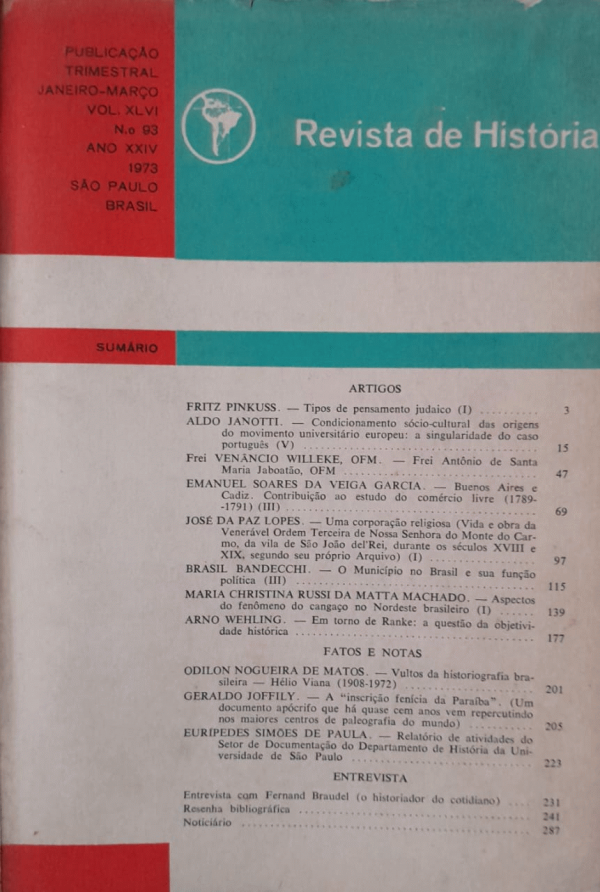 PUBLICAÇÃO
TRIMESTRAL
JANEIRO-MARÇO
VOL. XLVI
N.o 93
ANO XXIV
1973
SÃO PAULO
BRASIL
Revista de História
SUMÁRIO
ARTIGOS
FRITZ PINKUSS. — Tipos de pensamento judaico (I) .......... 3
ALDO JANOTTI. — Condicionamento sócio-cultural das origens
do movimento universitário europeu: a singularidade do caso
português (V) .......... 15
Frei VENÂNCIO WILLEKE, OFM. — Frei Antônio de Santa
Maria Jaboatão, OFM .......... 47
EMANUEL SOARES DA VEIGA GARCIA. — Buenos Aires e
Cadiz. Contribuição ao estudo do comércio livre (1789-
-1791) (III) .......... 69
JOSÉ DA PAZ LOPES. — Uma corporação religiosa (Vida e obra da
Venerável Ordem Terceira de Nossa Senhora do Monte do Car-
mo, da vila de São João del'Rei, durante os séculos XVIII e
XIX, segundo seu próprio Arquivo) (I) .......... 97
BRASIL BANDECCHI. — O Município no Brasil e sua função
política (III) .......... 115
MARIA CHRISTINA RUSSI DA MATTA MACHADO. — Aspectos
do fenômeno do cangaço no Nordeste brasileiro (I) ...... 139
ARNO WEHLING. — Em torno de Ranke: a questão da objetivi-
dade histórica .......... 177
FATOS E NOTAS
ODILON NOGUEIRA DE MATOS. — Vultos da historiografia bra-
sileira — Hélio Viana (1908-1972) .......... 201
GERALDO JOFFILY. — A "inscrição fenícia da Paraíba". (Um
documento apócrifo que há quase cem anos vem repercutindo
nos maiores centros de paleografia do mundo) .......... 205
EURÍPEDES SIMÕES DE PAULA. — Relatório de atividades do
Setor de Documentação do Departamento de História da Uni-
versidade de São Paulo .......... 223
ENTREVISTA
Entrevista com Fernand Braudel (o historiador do cotidiano) .... 231
Resenha bibliográfica .......... 241
Noticiário .......... 287